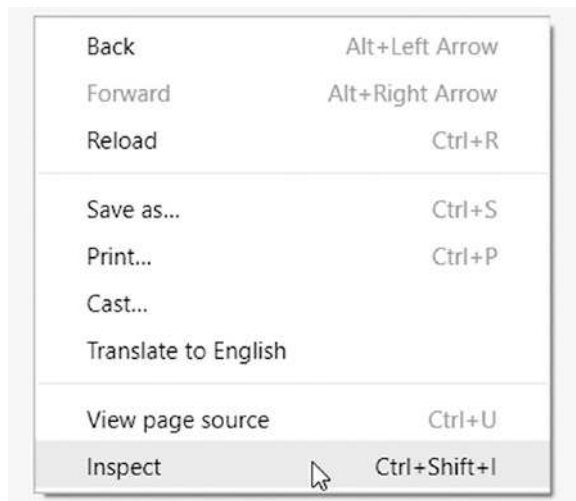 Back Alt+Left Arrow
Forward Alt+Right Arrow
Reload Ctrl+R
Save as... Ctrl+S
Print... Ctrl+P
Cast...
Translate to English
View page source Ctrl+U
Inspect Ctrl+Shift+I